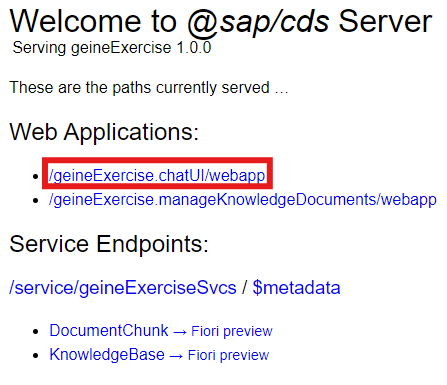 Welcome to @sap/cds Server
Serving geineExercise 1.0.0
These are the paths currently served …
Web Applications:
• /geineExercise.chatUI/webapp
• /geineExercise.manageKnowledgeDocuments/webapp
Service Endpoints:
/service/geineExerciseSvcs / $metadata
• DocumentChunk → Fiori preview
• KnowledgeBase → Fiori preview